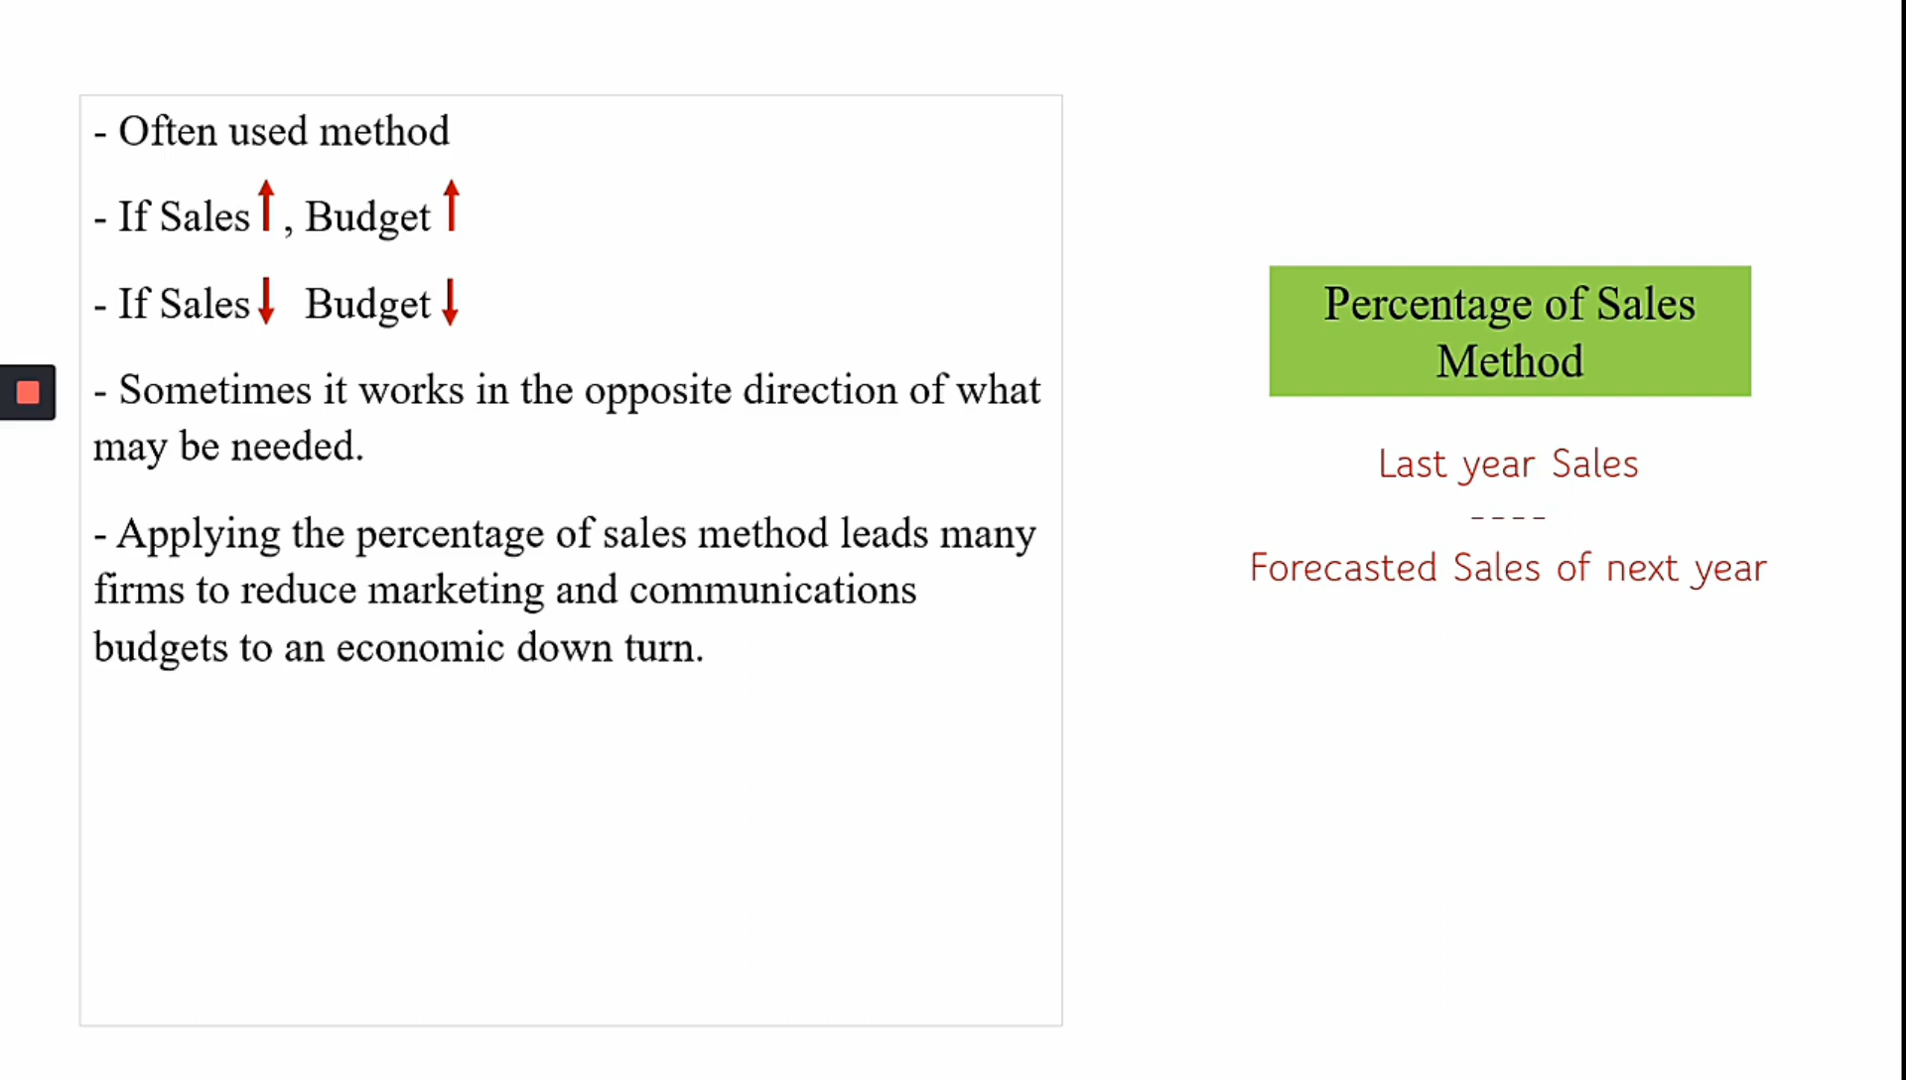 - Often used method
- If Sales↑, Budget↑
- If Sales↓ Budget↓
- Sometimes it works in the opposite direction of what
may be needed.
- Applying the percentage of sales method leads many
firms to reduce marketing and communications
budgets to an economic down turn.
Percentage of Sales
Method
Last year Sales
----
Forecasted Sales of next year